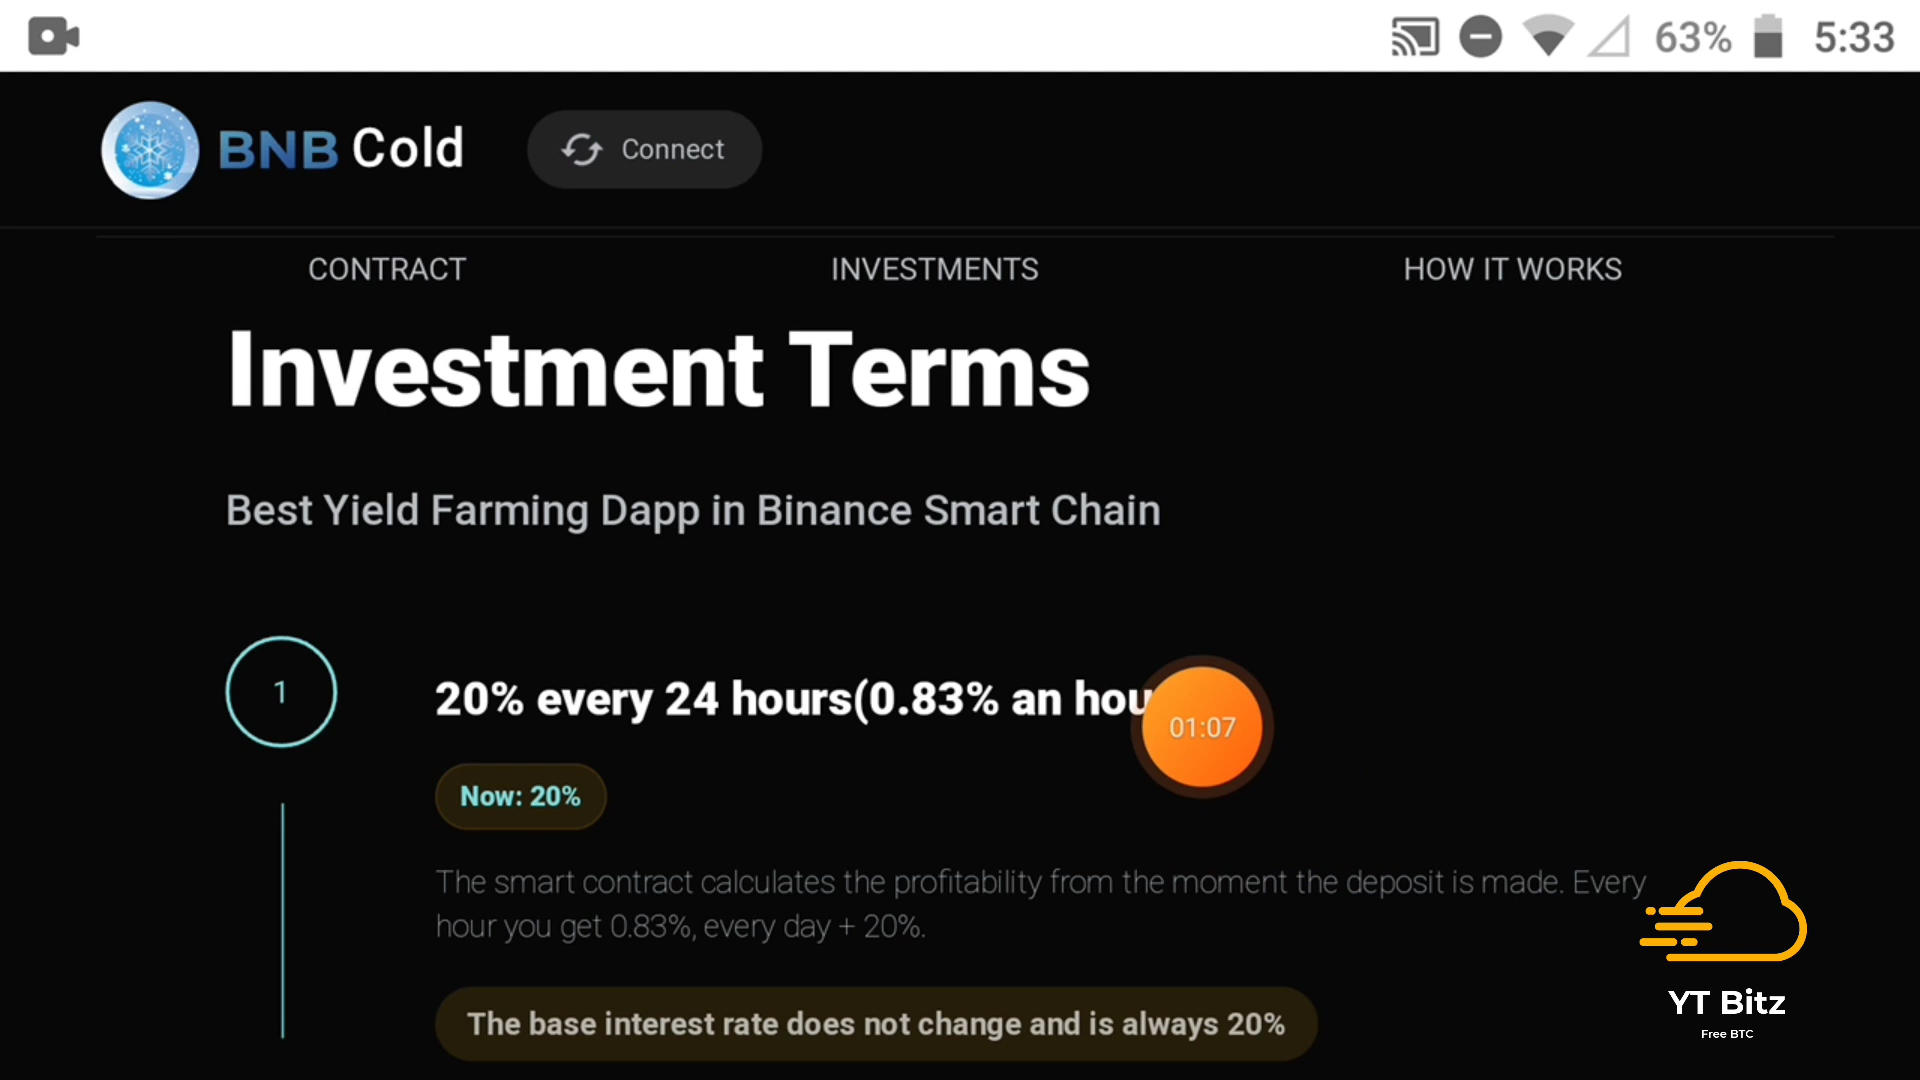 63% 5:33
BNB Cold
Connect
CONTRACT INVESTMENTS HOW IT WORKS
Investment Terms
Best Yield Farming Dapp in Binance Smart Chain
1
20% every 24 hours(0.83% an hou
01:07
Now: 20%
The smart contract calculates the profitability from the moment the deposit is made. Every
hour you get 0.83%, every day + 20%.
The base interest rate does not change and is always 20%
YT Bitz
Free BTC